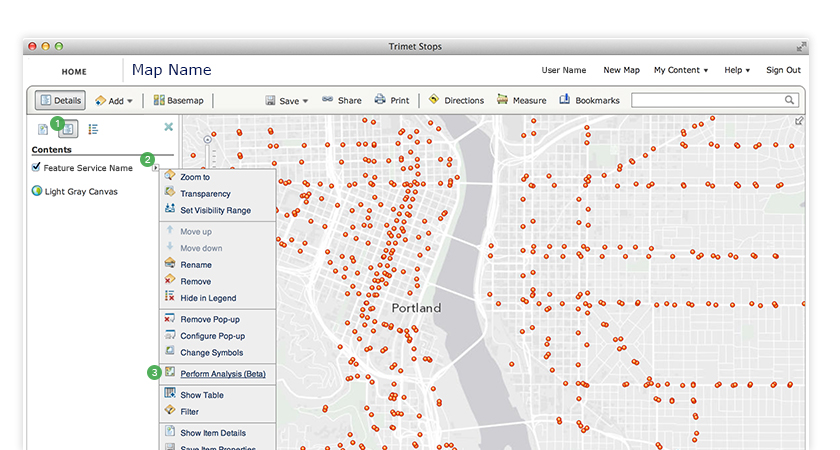 Trimet Stops
HOME
Map Name
User Name
New Map
My Content
Help
Sign Out
Details
Add
Basemap
Save
Share
Print
Directions
Measure
Bookmarks
1
Contents
2
Feature Service Name
Light Gray Canvas
Zoom to
Transparency
Set Visibility Range
Move up
Move down
Rename
Remove
Hide in Legend
Remove Pop-up
Configure Pop-up
Change Symbols
3
Perform Analysis (Beta)
Show Table
Filter
Show Item Details
Save Item Properties
Portland